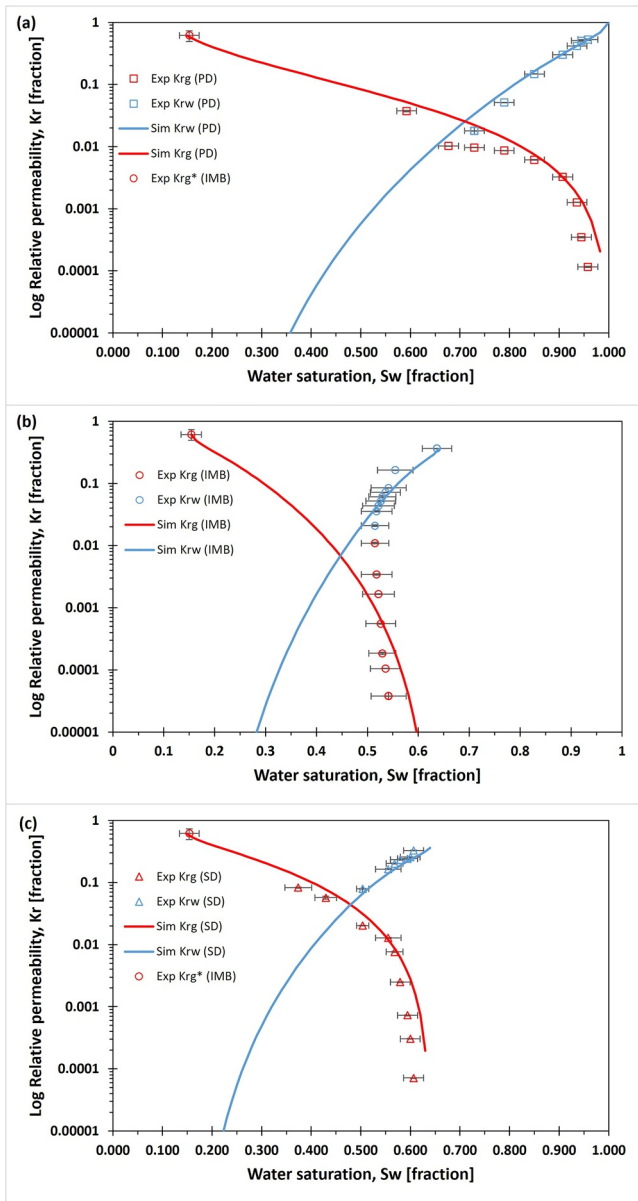 (a)
Log Relative permeability, Kr [fraction]
1
0.1
0.01
0.001
0.0001
0.00001
Exp Krg (PD)
Exp Krw (PD)
Sim Krw (PD)
Sim Krg (PD)
Exp Krg* (IMB)
0.000 0.100 0.200 0.300 0.400 0.500 0.600 0.700 0.800 0.900 1.000
Water saturation, Sw [fraction]
(b)
Log Relative permeability, Kr [fraction]
1
0.1
0.01
0.001
0.0001
0.00001
Exp Krg (IMB)
Exp Krw (IMB)
Sim Krg (IMB)
Sim Krw (IMB)
0 0.1 0.2 0.3 0.4 0.5 0.6 0.7 0.8 0.9 1
Water saturation, Sw [fraction]
(c)
Log Relative permeability, Kr [fraction]
1
0.1
0.01
0.001
0.0001
0.00001
Exp Krg (SD)
Exp Krw (SD)
Sim Krg (SD)
Sim Krw (SD)
Exp Krg* (IMB)
0.000 0.100 0.200 0.300 0.400 0.500 0.600 0.700 0.800 0.900 1.000
Water saturation, Sw [fraction]